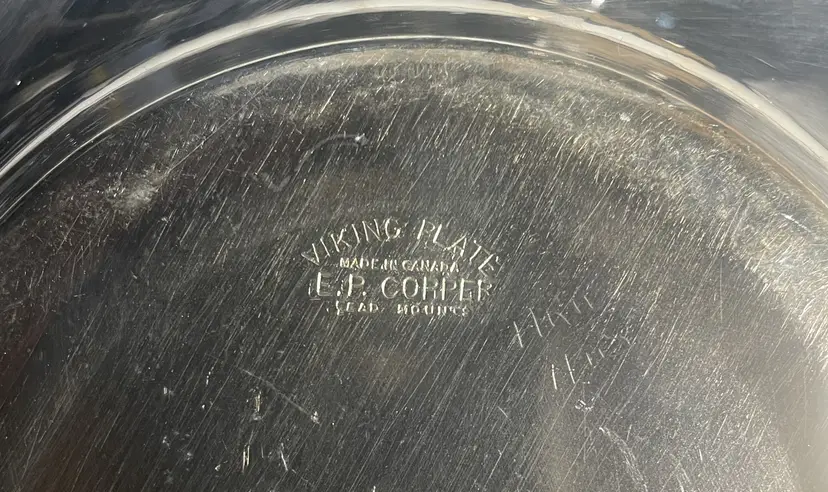 VIKING PLATE
MADE IN CANADA
E.P. COPPER
LEAD MOUNTS